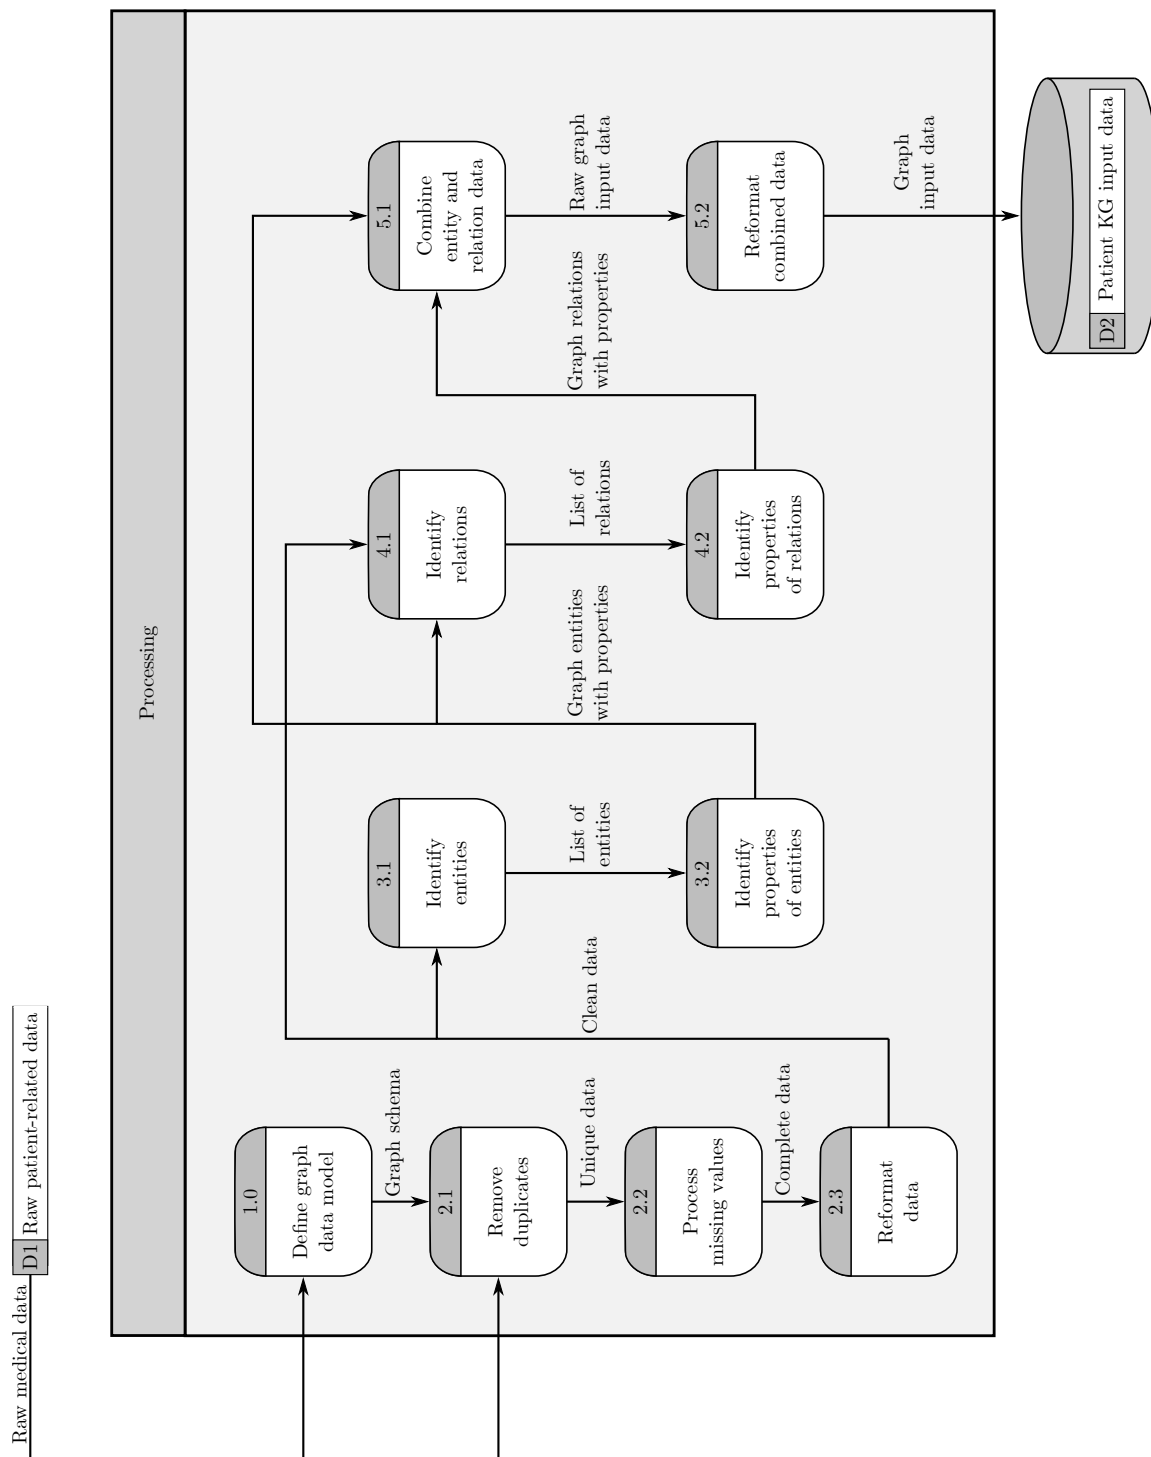 Raw medical data
D1
Raw patient-related data
Processing
1.0
Define graph
data model
Graph schema
2.1
Remove
duplicates
Unique data
2.2
Process
missing values
Complete data
2.3
Reformat
data
Clean data
3.1
Identify
entities
List of
entities
3.2
Identify
properties
of entities
Graph entities
with properties
4.1
Identify
relations
List of
relations
4.2
Identify
properties
of relations
Graph relations
with properties
5.1
Combine
entity and
relation data
Raw graph
input data
5.2
Reformat
combined data
Graph
input data
D2
Patient KG input data